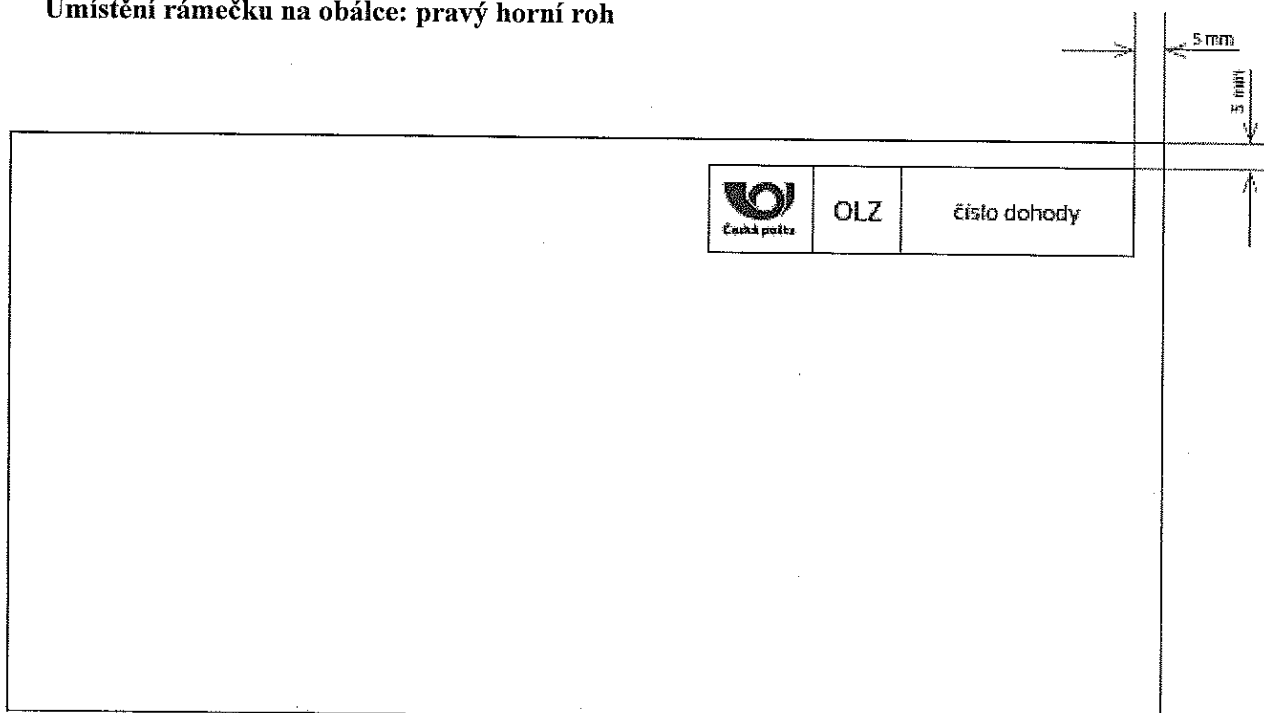 Umístění rámečku na obálce: pravý horní roh
5 mm
5 mm
Česká pošta
OLZ
číslo dohody